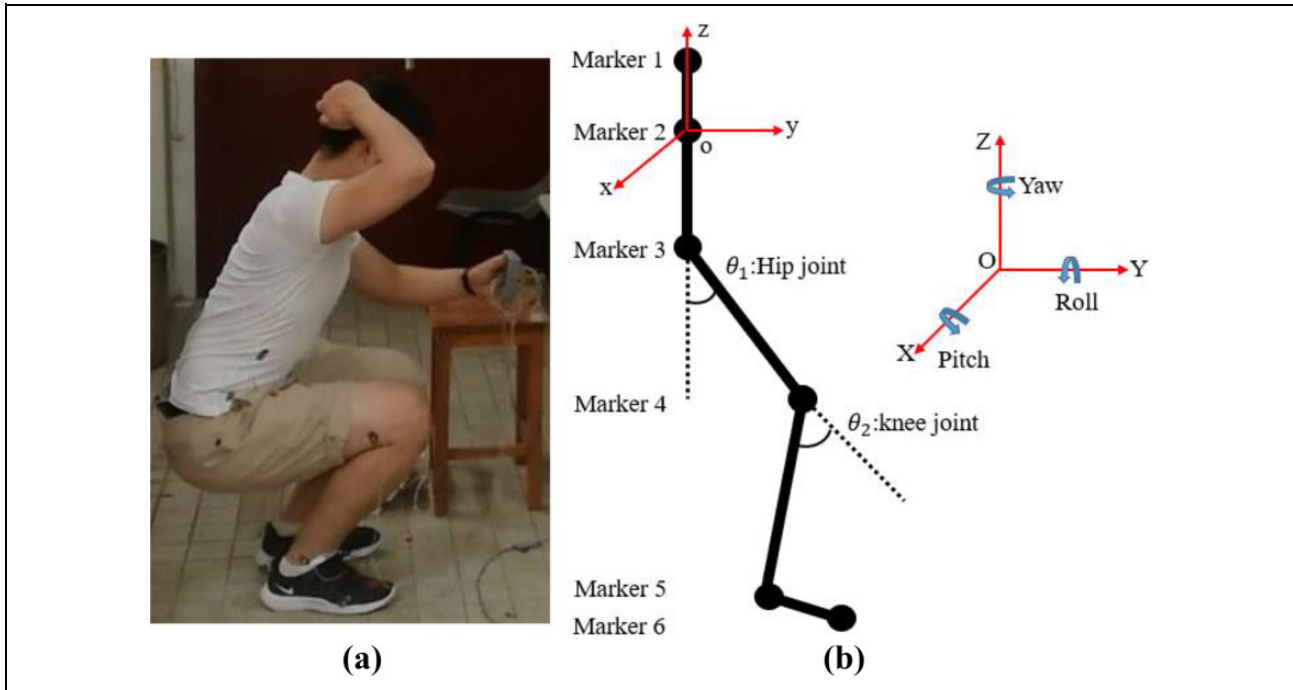 z
Marker 1
Marker 2
o
y
x
Marker 3
θ₁:Hip joint
Marker 4
θ₂:knee joint
Marker 5
Marker 6
Z
Yaw
O
Y
Roll
X
Pitch
(a)
(b)